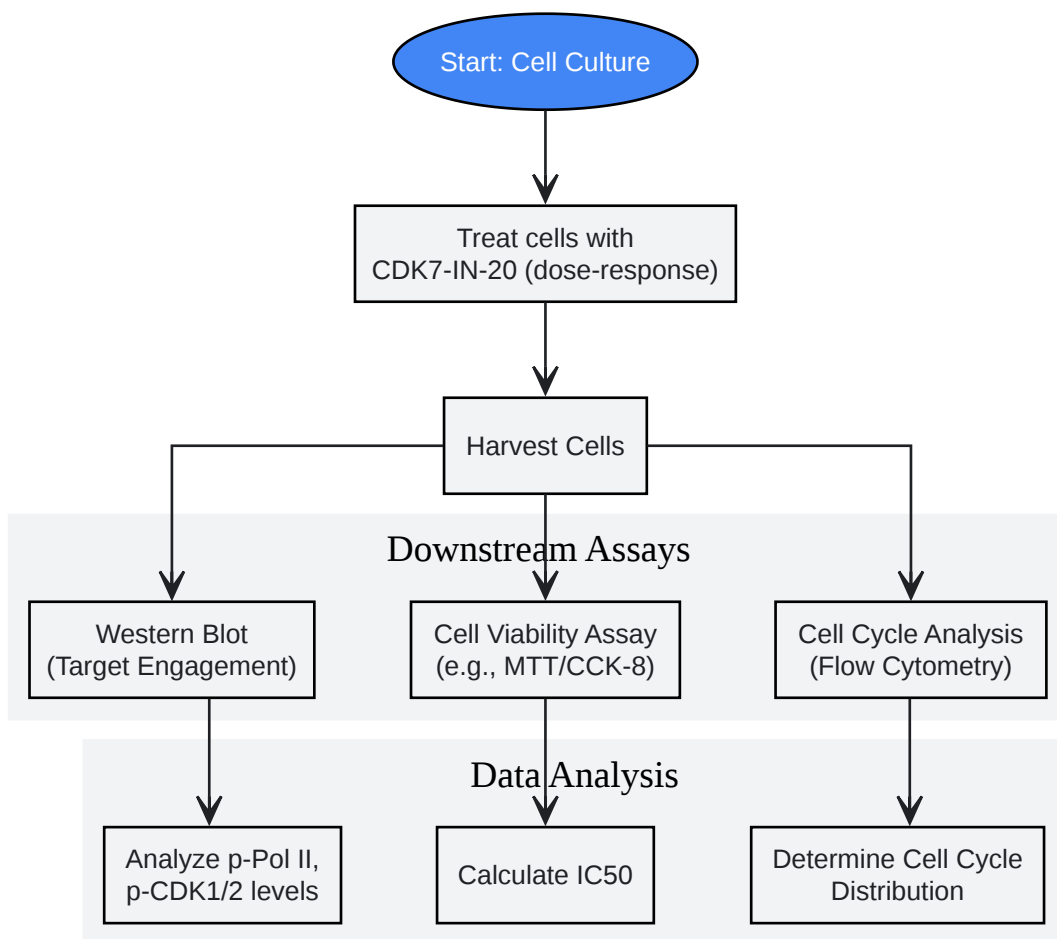 Start: Cell Culture
Treat cells with
CDK7-IN-20 (dose-response)
Harvest Cells
Downstream Assays
Western Blot
(Target Engagement)
Cell Viability Assay
(e.g., MTT/CCK-8)
Cell Cycle Analysis
(Flow Cytometry)
Data Analysis
Analyze p-Pol II,
p-CDK1/2 levels
Calculate IC50
Determine Cell Cycle
Distribution